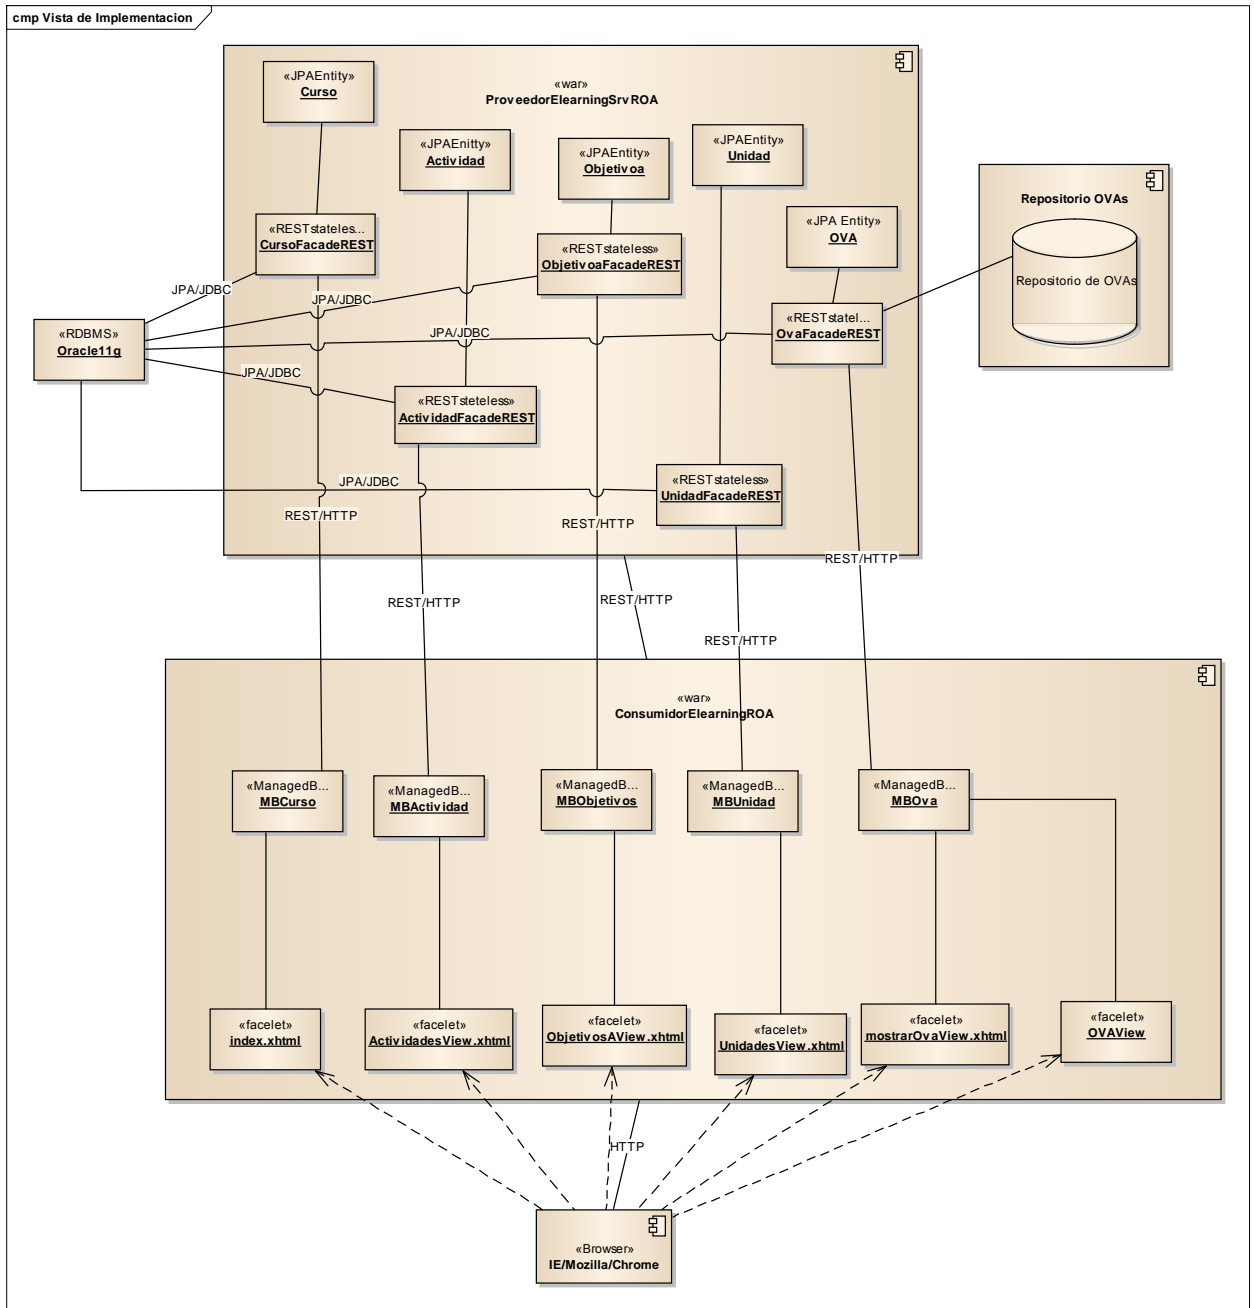 cmp Vista de Implementacion
«war»
ProveedorElearningSrvROA
«JPAEntity»
Curso
«JPAEnitty»
Actividad
«JPAEntity»
Objetivoa
«JPAEntity»
Unidad
«JPA Entity»
OVA
Repositorio OVAs
Repositorio de OVAs
«RESTstateles...
CursoFacadeREST
«RESTstateless»
ObjetivoaFacadeREST
«RESTstatel...
OvaFacadeREST
«RDBMS»
Oracle11g
JPA/JDBC
JPA/JDBC
JPA/JDBC
JPA/JDBC
«RESTsteteless»
ActividadFacadeREST
«RESTstateless»
UnidadFacadeREST
JPA/JDBC
REST/HTTP
REST/HTTP
REST/HTTP
REST/HTTP
REST/HTTP
REST/HTTP
«war»
ConsumidorElearningROA
«ManagedB...
MBCurso
«ManagedB...
MBActividad
«ManagedB...
MBObjetivos
«ManagedB...
MBUnidad
«ManagedB...
MBOva
«facelet»
index.xhtml
«facelet»
ActividadesView.xhtml
«facelet»
ObjetivosAView.xhtml
«facelet»
UnidadesView.xhtml
«facelet»
mostrarOvaView.xhtml
«facelet»
OVAView
HTTP
«Browser»
IE/Mozilla/Chrome